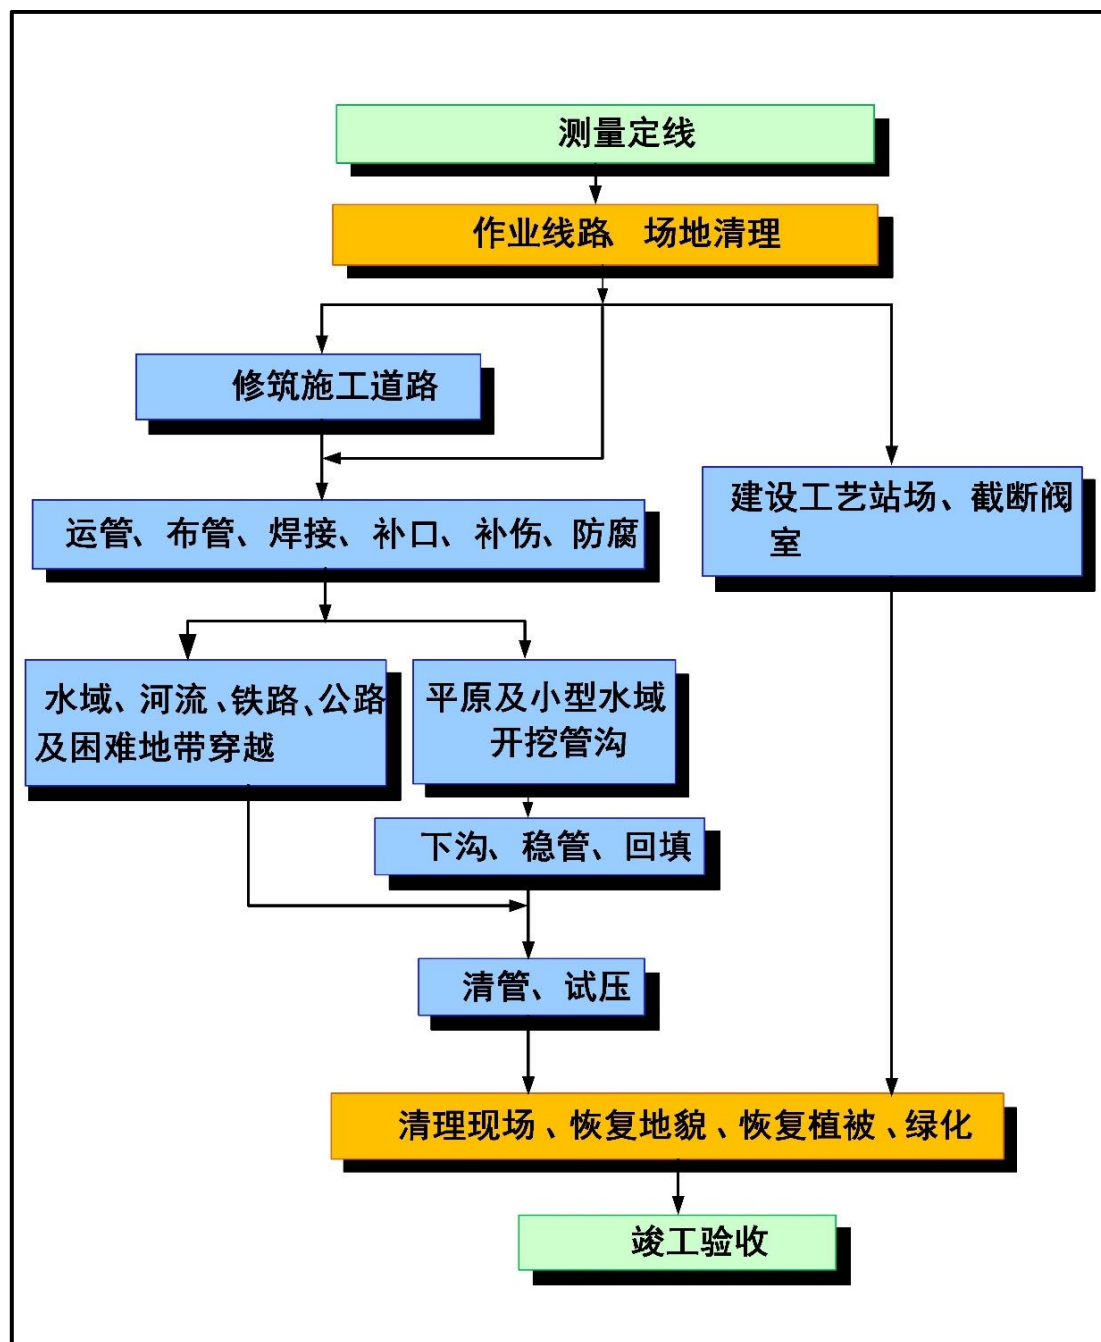 测量定线
作业线路、场地清理
修筑施工道路
建设工艺站场、截断阀
室
运管、布管、焊接、补口、补伤、防腐
水域、河流、铁路、公路
及困难地带穿越
平原及小型水域
开挖管沟
下沟、稳管、回填
清管、试压
清理现场、恢复地貌、恢复植被、绿化
竣工验收